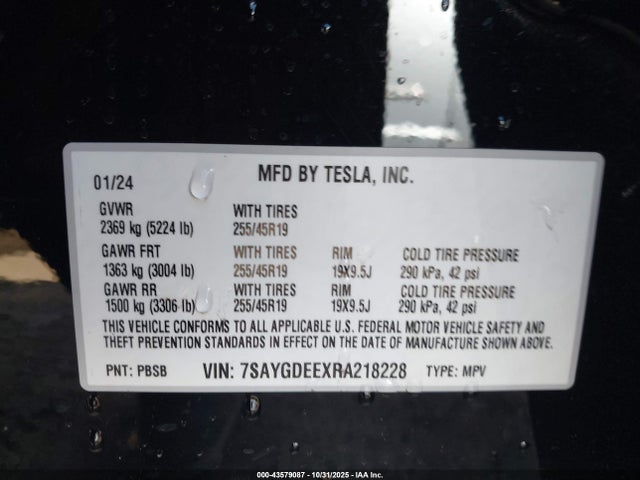 01/24 MFD BY TESLA, INC.
GVWR WITH TIRES
2369 kg (5224 lb) 255/45R19
GAWR FRT WITH TIRES RIM COLD TIRE PRESSURE
1363 kg (3004 lb) 255/45R19 19X9.5J 290 kPa, 42 psi
GAWR RR WITH TIRES RIM COLD TIRE PRESSURE
1500 kg (3306 lb) 255/45R19 19X9.5J 290 kPa, 42 psi
THIS VEHICLE CONFORMS TO ALL APPLICABLE U.S. FEDERAL MOTOR VEHICLE SAFETY AND
THEFT PREVENTION STANDARDS IN EFFECT ON THE DATE OF MANUFACTURE SHOWN ABOVE.
PNT: PBSB VIN: 7SAYGDEEXRA218228 TYPE: MPV
000-43579087 - 10/31/2025 - IAA Inc.